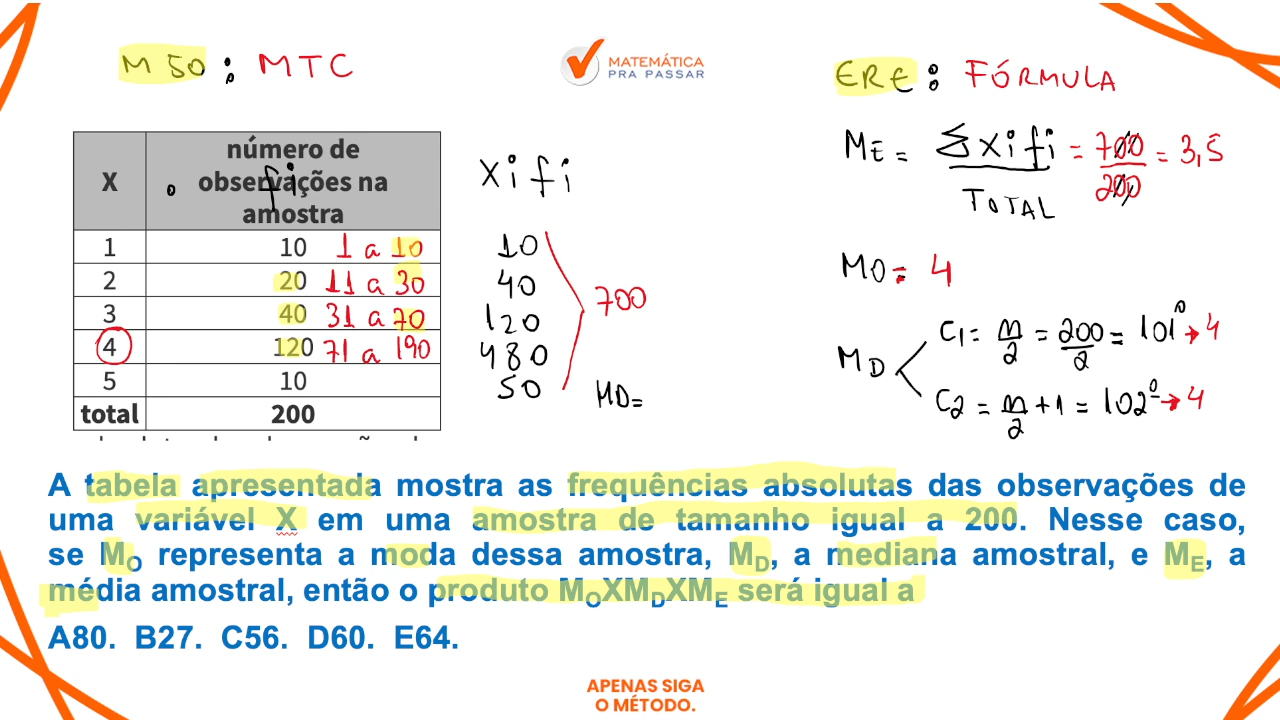 M 50 : MTC
MATEMÁTICA
PRA PASSAR
ERE : FÓRMULA
X número de observações na amostra
. fi
1 10 1 a 10
2 20 11 a 30
3 40 31 a 70
4 120 71 a 190
5 10
total 200
xifi
10
40
120
480
50
700
MD=
ME = Σxifi / TOTAL = 700 / 200 = 3,5
MO = 4
MD
C1 = n/2 = 200/2 = 101º → 4
C2 = n/2 + 1 = 102º → 4
A tabela apresentada mostra as frequências absolutas das observações de
uma variável X em uma amostra de tamanho igual a 200. Nesse caso,
se MO representa a moda dessa amostra, MD, a mediana amostral, e ME, a
média amostral, então o produto MOXMDXME será igual a
A80. B27. C56. D60. E64.
APENAS SIGA
O MÉTODO.